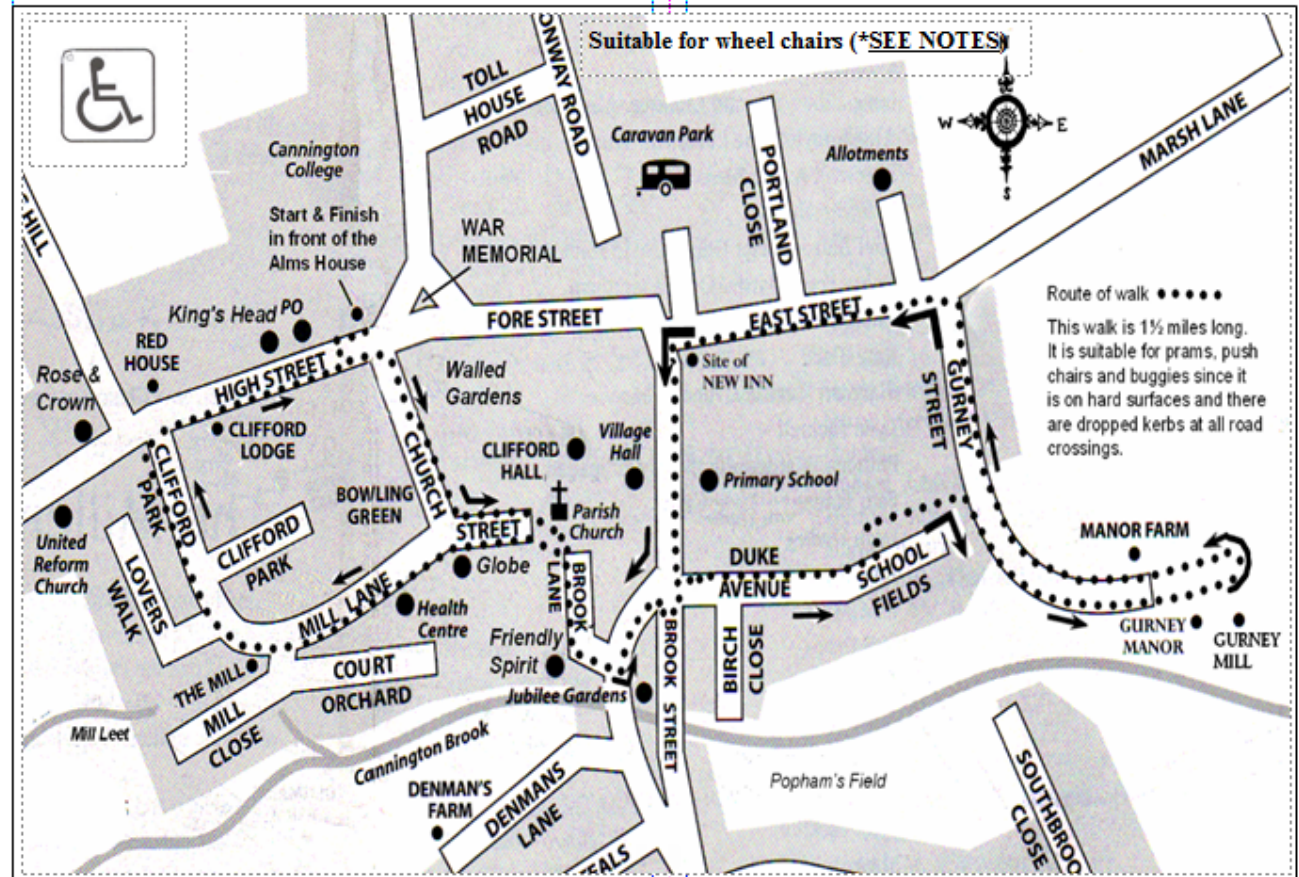 Suitable for wheel chairs (*SEE NOTES)
HILL
TOLL
HOUSE
ROAD
ONWAY ROAD
Caravan Park
PORTLAND
CLOSE
Allotments
W
E
S
MARSH LANE
Cannington
College
Start & Finish
in front of the
Alms House
WAR
MEMORIAL
King's Head PO
RED
HOUSE
Rose &
Crown
HIGH STREET
FORE STREET
EAST STREET
Route of walk
This walk is 1½ miles long.
It is suitable for prams, push
chairs and buggies since it
is on hard surfaces and there
are dropped kerbs at all road
crossings.
Site of
NEW INN
Walled
Gardens
CLIFFORD
LODGE
CHURCH
STREET
CLIFFORD
HALL
Village
Hall
GURNEY
STREET
Primary School
BOWLING
GREEN
Parish
Church
CLIFFORD
PARK
CLIFFORD
PARK
United
Reform
Church
LOVERS
WALK
Globe
BROOK
LANE
DUKE
AVENUE
SCHOOL
FIELDS
MANOR FARM
MILL LANE
Health
Centre
Friendly
Spirit
BIRCH
CLOSE
GURNEY
MANOR
GURNEY
MILL
THE MILL
COURT
ORCHARD
Jubilee Gardens
BROOK
STREET
MILL
CLOSE
Mill Leet
Cannington Brook
DENMAN'S
FARM
DENMANS
LANE
Popham's Field
SOUTHBROO
CLOSE
EALS